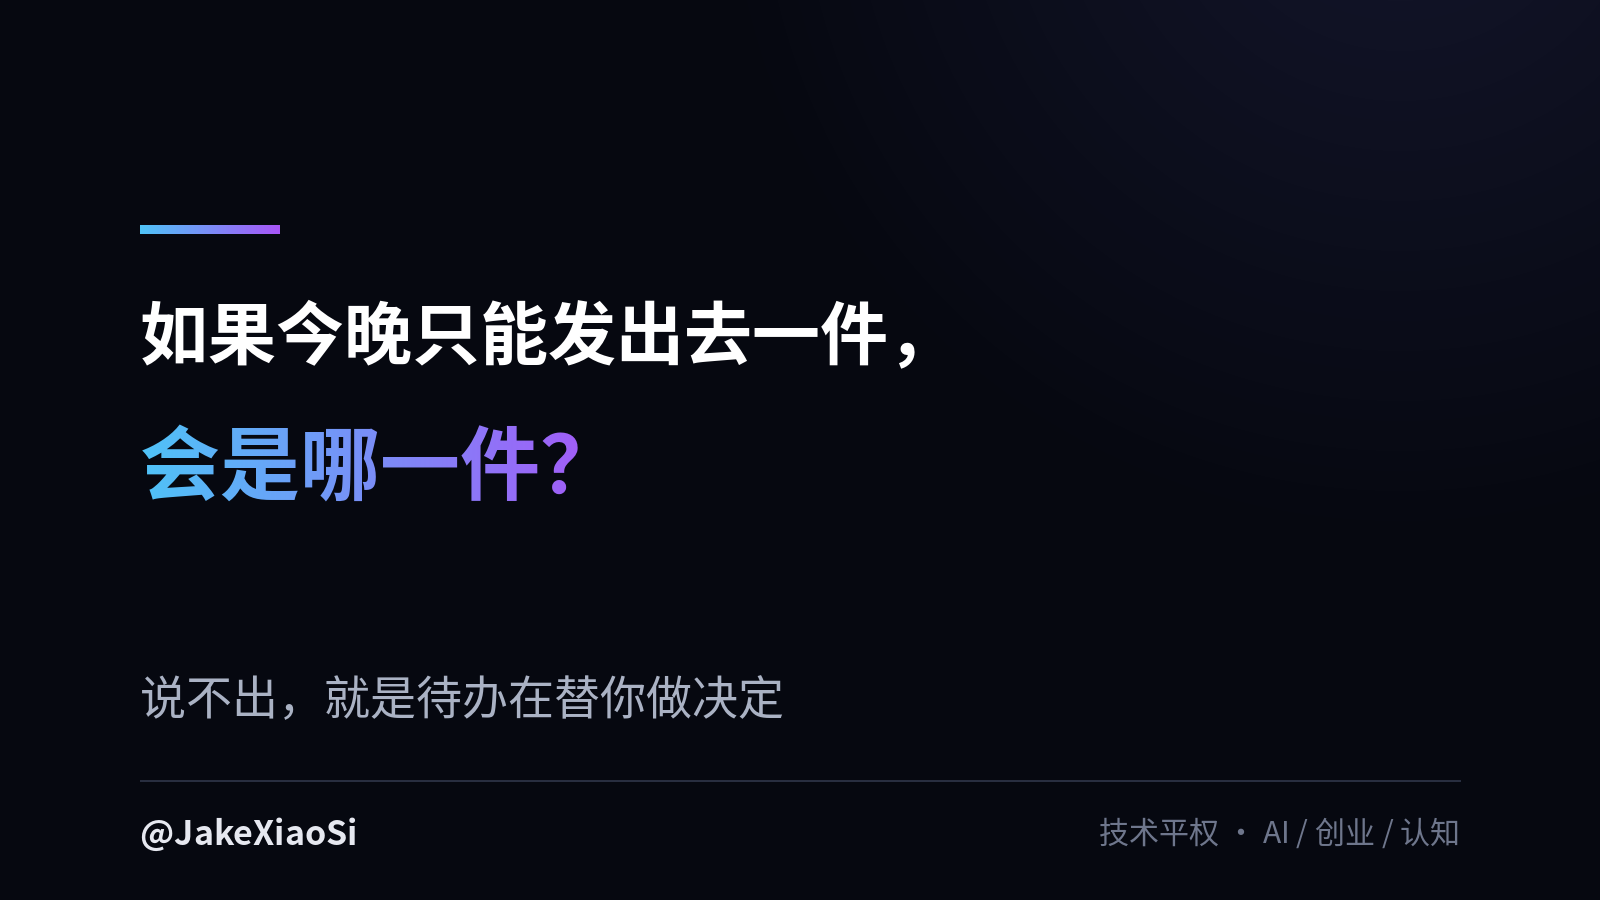 如果今晚只能发出去一件，
会是哪一件？
说不出，就是待办在替你做决定
@JakeXiaoSi
技术平权 · AI / 创业 / 认知